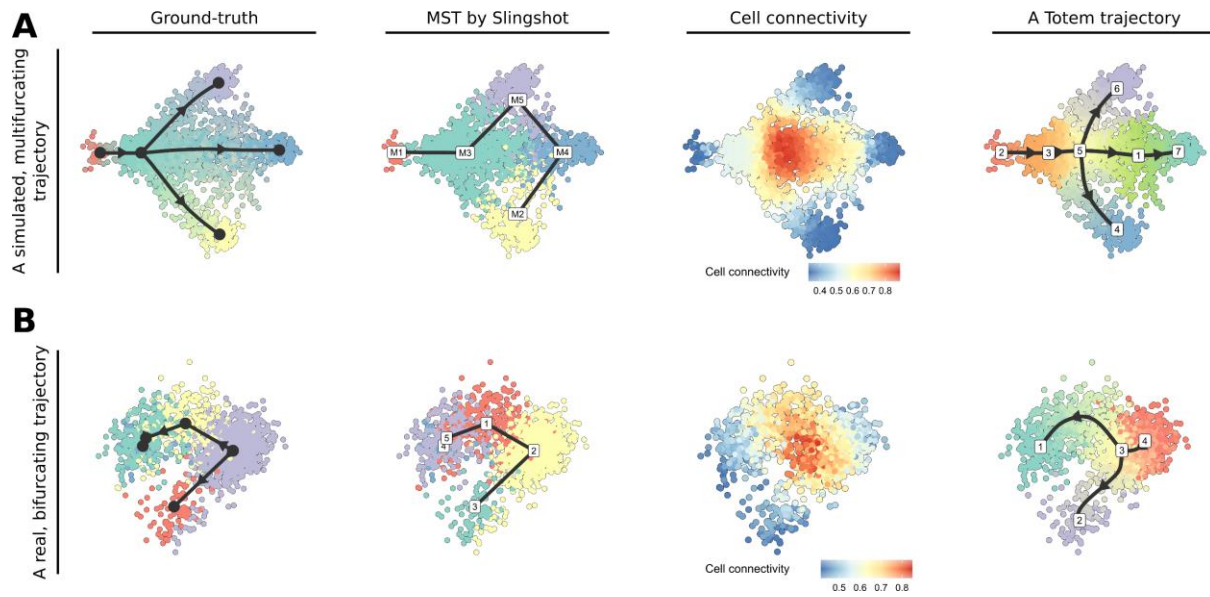 A
Ground-truth
MST by Slingshot
Cell connectivity
A Totem trajectory
A simulated, multifurcating
trajectory
M1
M3
M5
M4
M2
Cell connectivity
0.4 0.5 0.6 0.7 0.8
2
3
5
6
1
7
4
B
A real, bifurcating trajectory
5
1
2
3
Cell connectivity
0.5 0.6 0.7 0.8
1
3
4
2